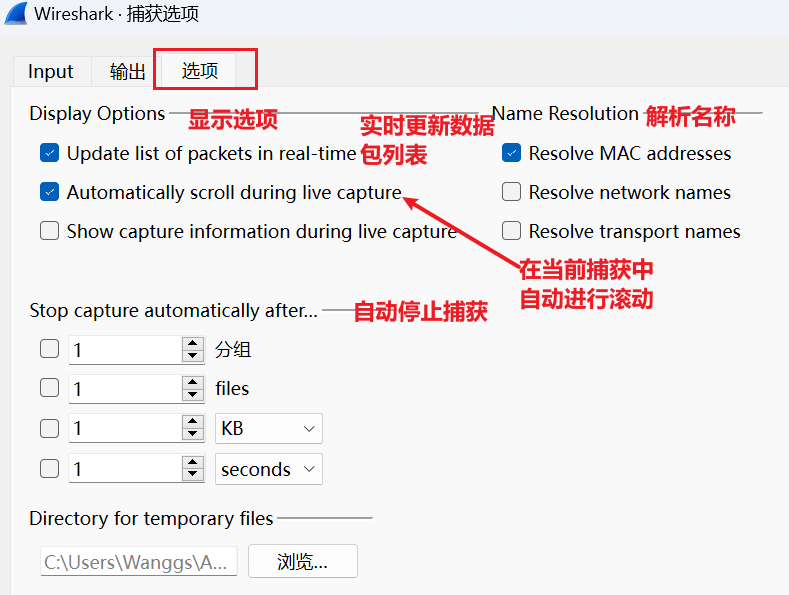 Wireshark · 捕获选项
Input 输出 选项
Display Options 显示选项
实时更新数据
包列表
Update list of packets in real-time
Automatically scroll during live capture
Show capture information during live capture
Name Resolution 解析名称
Resolve MAC addresses
Resolve network names
Resolve transport names
在当前捕获中
自动进行滚动
Stop capture automatically after... 自动停止捕获
1 分组
1 files
1 KB
1 seconds
Directory for temporary files
C:\Users\Wanggs\A... 浏览...